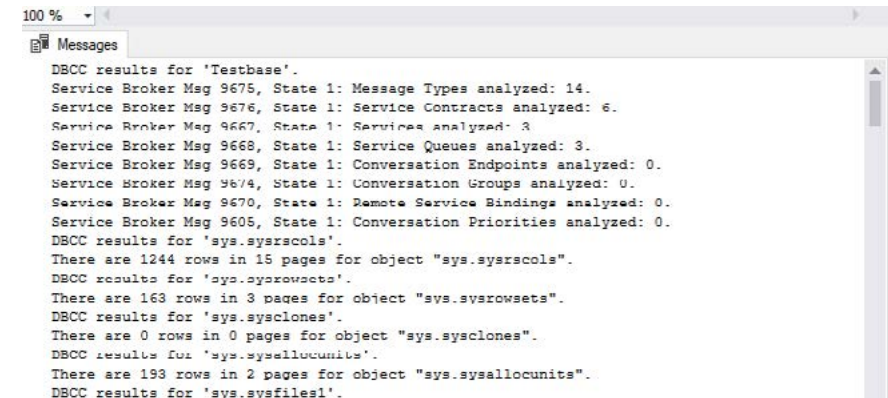 100 %
Messages
DBCC results for 'Testbase'.
Service Broker Msg 9675, State 1: Message Types analyzed: 14.
Service Broker Msg 9676, State 1: Service Contracts analyzed: 6.
Service Broker Msg 9667, State 1: Services analyzed: 3
Service Broker Msg 9668, State 1: Service Queues analyzed: 3.
Service Broker Msg 9669, State 1: Conversation Endpoints analyzed: 0.
Service Broker Msg 9674, State 1: Conversation Groups analyzed: 0.
Service Broker Msg 9670, State 1: Remote Service Bindings analyzed: 0.
Service Broker Msg 9605, State 1: Conversation Priorities analyzed: 0.
DBCC results for 'sys.sysrscols'.
There are 1244 rows in 15 pages for object "sys.sysrscols".
DBCC results for 'sys.sysrowsets'.
There are 163 rows in 3 pages for object "sys.sysrowsets".
DBCC results for 'sys.sysclones'.
There are 0 rows in 0 pages for object "sys.sysclones".
DBCC results for 'sys.sysallocunits'.
There are 193 rows in 2 pages for object "sys.sysallocunits".
DBCC results for 'sys.sysfiles1'.